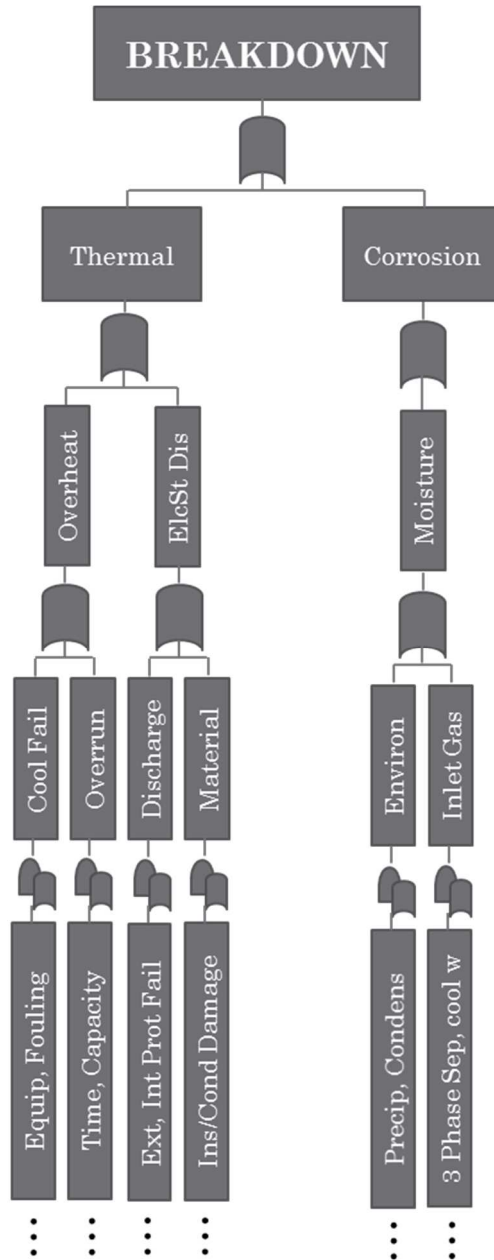 BREAKDOWN
Thermal
Corrosion
Overheat
ElcSt Dis
Moisture
Cool Fail
Overrun
Discharge
Material
Environ
Inlet Gas
Equip, Fouling
Time, Capacity
Ext, Int Prot Fail
Ins/Cond Damage
Precip, Condens
3 Phase Sep, cool w